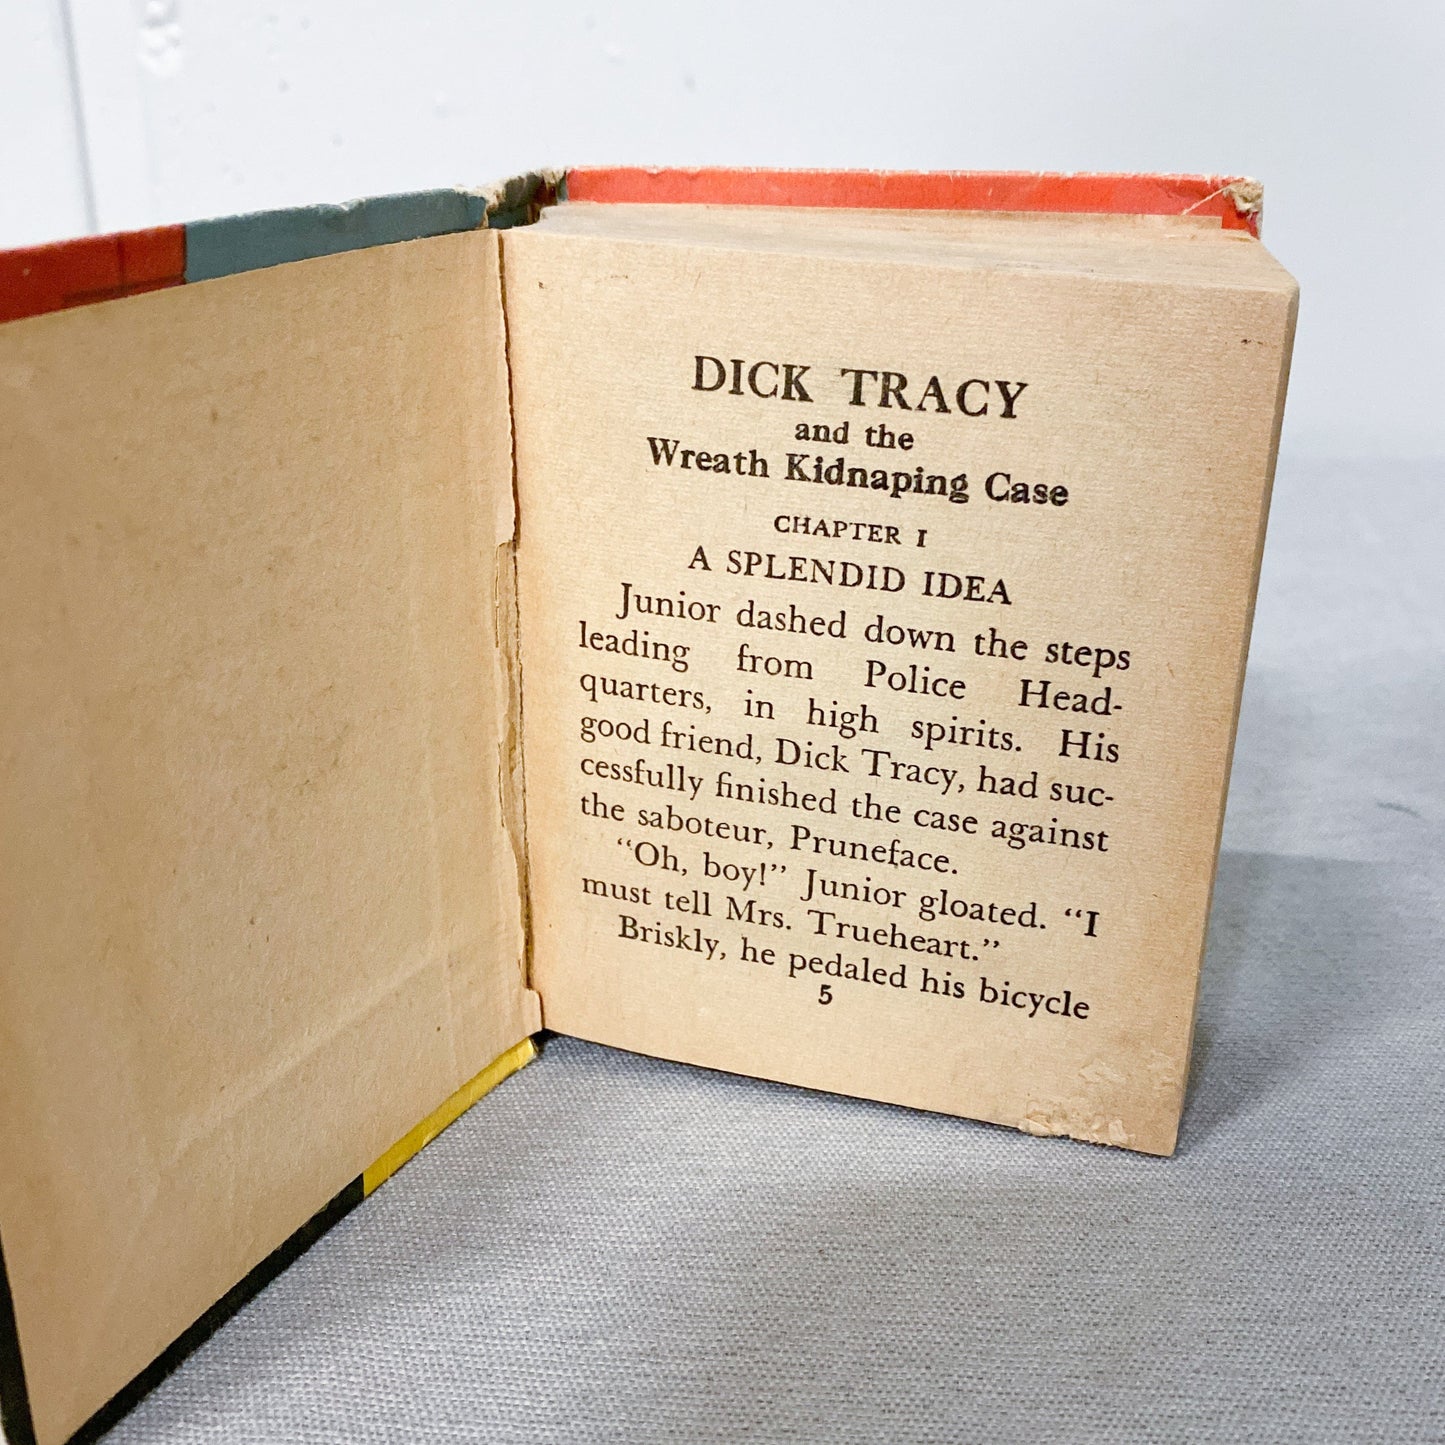 DICK TRACY
and the
Wreath Kidnaping Case
CHAPTER I
A SPLENDID IDEA
Junior dashed down the steps
leading from Police Head-
quarters, in high spirits. His
good friend, Dick Tracy, had suc-
cessfully finished the case against
the saboteur, Pruneface.
“Oh, boy!” Junior gloated. “I
must tell Mrs. Trueheart.”
Briskly, he pedaled his bicycle
5